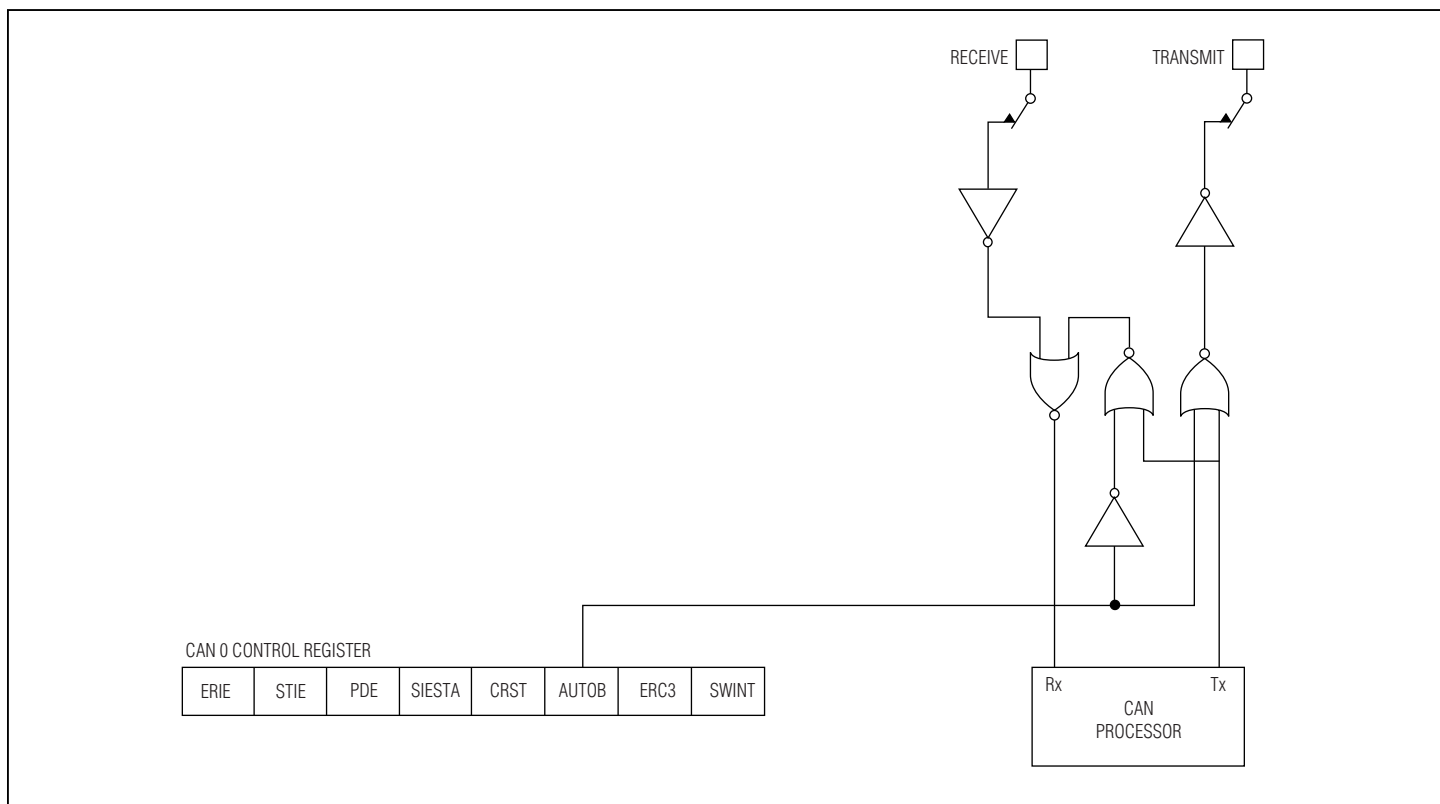 RECEIVE
TRANSMIT
CAN 0 CONTROL REGISTER
ERIE STIE PDE SIESTA CRST AUTOB ERC3 SWINT
Rx Tx
CAN
PROCESSOR